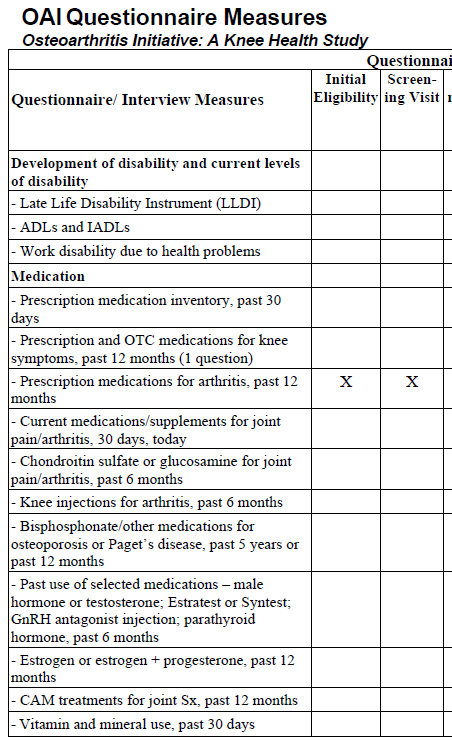 OAI Questionnaire Measures
Osteoarthritis Initiative: A Knee Health Study
Questionnai
Questionnaire/ Interview Measures
Initial
Eligibility
Screen-
ing Visit
Development of disability and current levels
of disability
- Late Life Disability Instrument (LLDI)
- ADLs and IADLs
- Work disability due to health problems
Medication
- Prescription medication inventory, past 30
days
- Prescription and OTC medications for knee
symptoms, past 12 months (1 question)
- Prescription medications for arthritis, past 12
months
X
X
- Current medications/supplements for joint
pain/arthritis, 30 days, today
- Chondroitin sulfate or glucosamine for joint
pain/arthritis, past 6 months
- Knee injections for arthritis, past 6 months
- Bisphosphonate/other medications for
osteoporosis or Paget’s disease, past 5 years or
past 12 months
- Past use of selected medications – male
hormone or testosterone; Estratest or Syntest;
GnRH antagonist injection; parathyroid
hormone, past 6 months
- Estrogen or estrogen + progesterone, past 12
months
- CAM treatments for joint Sx, past 12 months
- Vitamin and mineral use, past 30 days